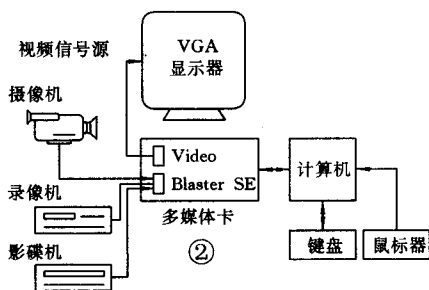 视频信号源
VGA
显示器
摄像机
Video
Blaster SE
计算机
录像机
多媒体卡
影碟机
②
键盘
鼠标器